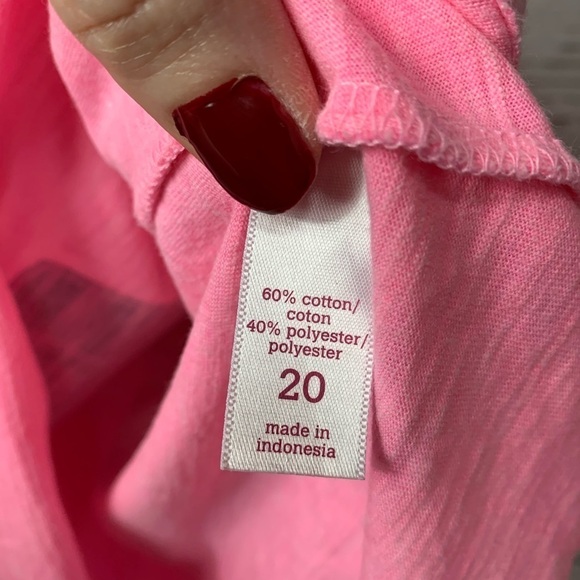 60% cotton/
coton
40% polyester/
polyester
20
made in
indonesia